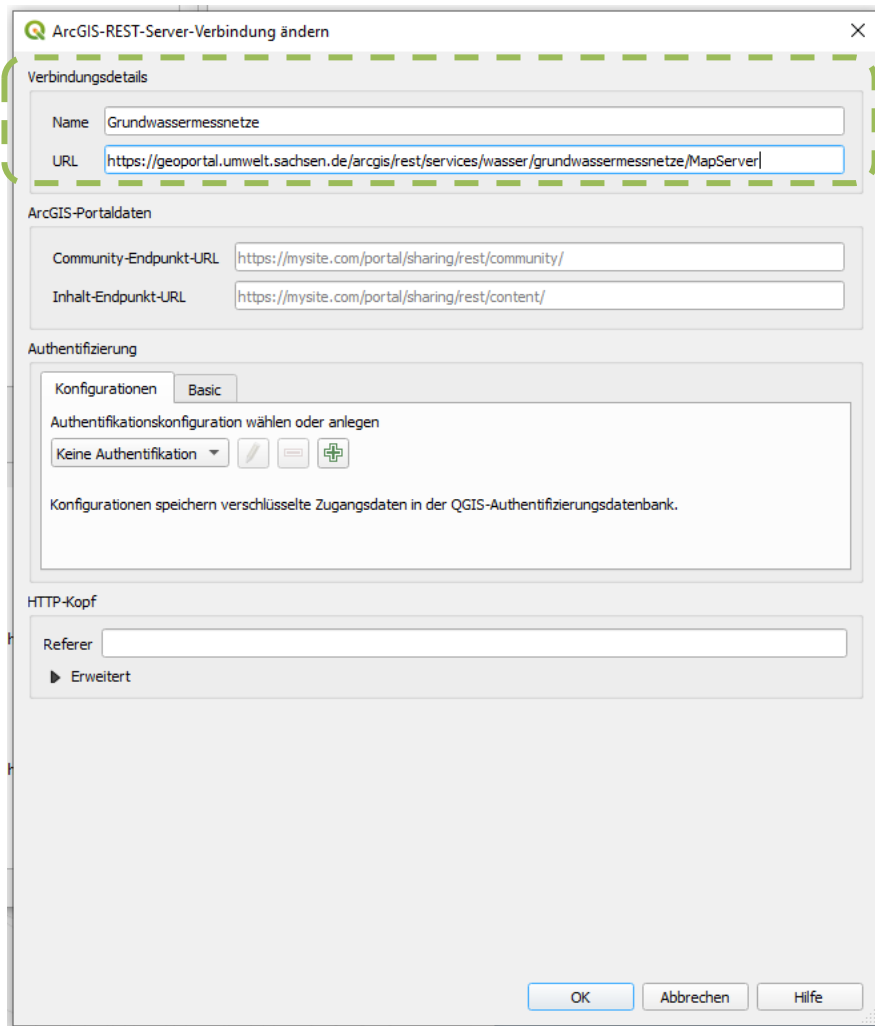 ArcGIS-REST-Server-Verbindung ändern
Verbindungsdetails
Name Grundwassermessnetze
URL https://geoportal.umwelt.sachsen.de/arcgis/rest/services/wasser/grundwassermessnetze/MapServer
ArcGIS-Portaldaten
Community-Endpunkt-URL https://mysite.com/portal/sharing/rest/community/
Inhalt-Endpunkt-URL https://mysite.com/portal/sharing/rest/content/
Authentifizierung
Konfigurationen Basic
Authentifikationskonfiguration wählen oder anlegen
Keine Authentifikation
Konfigurationen speichern verschlüsselte Zugangsdaten in der QGIS-Authentifizierungsdatenbank.
HTTP-Kopf
Referer
Erweitert
OK Abbrechen Hilfe